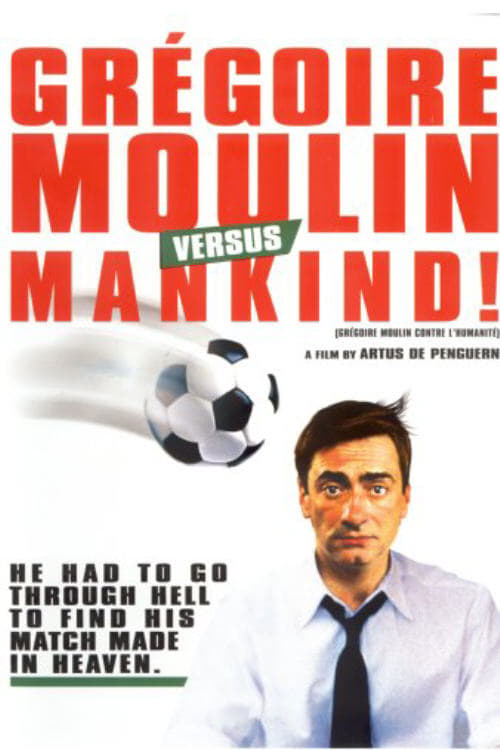 GRÉGOIRE
MOULIN
VERSUS
MANKIND!
(GRÉGOIRE MOULIN CONTRE L'HUMANITÉ)
A FILM BY ARTUS DE PENGUERN
HE HAD TO GO
THROUGH HELL
TO FIND HIS
MATCH MADE
IN HEAVEN.